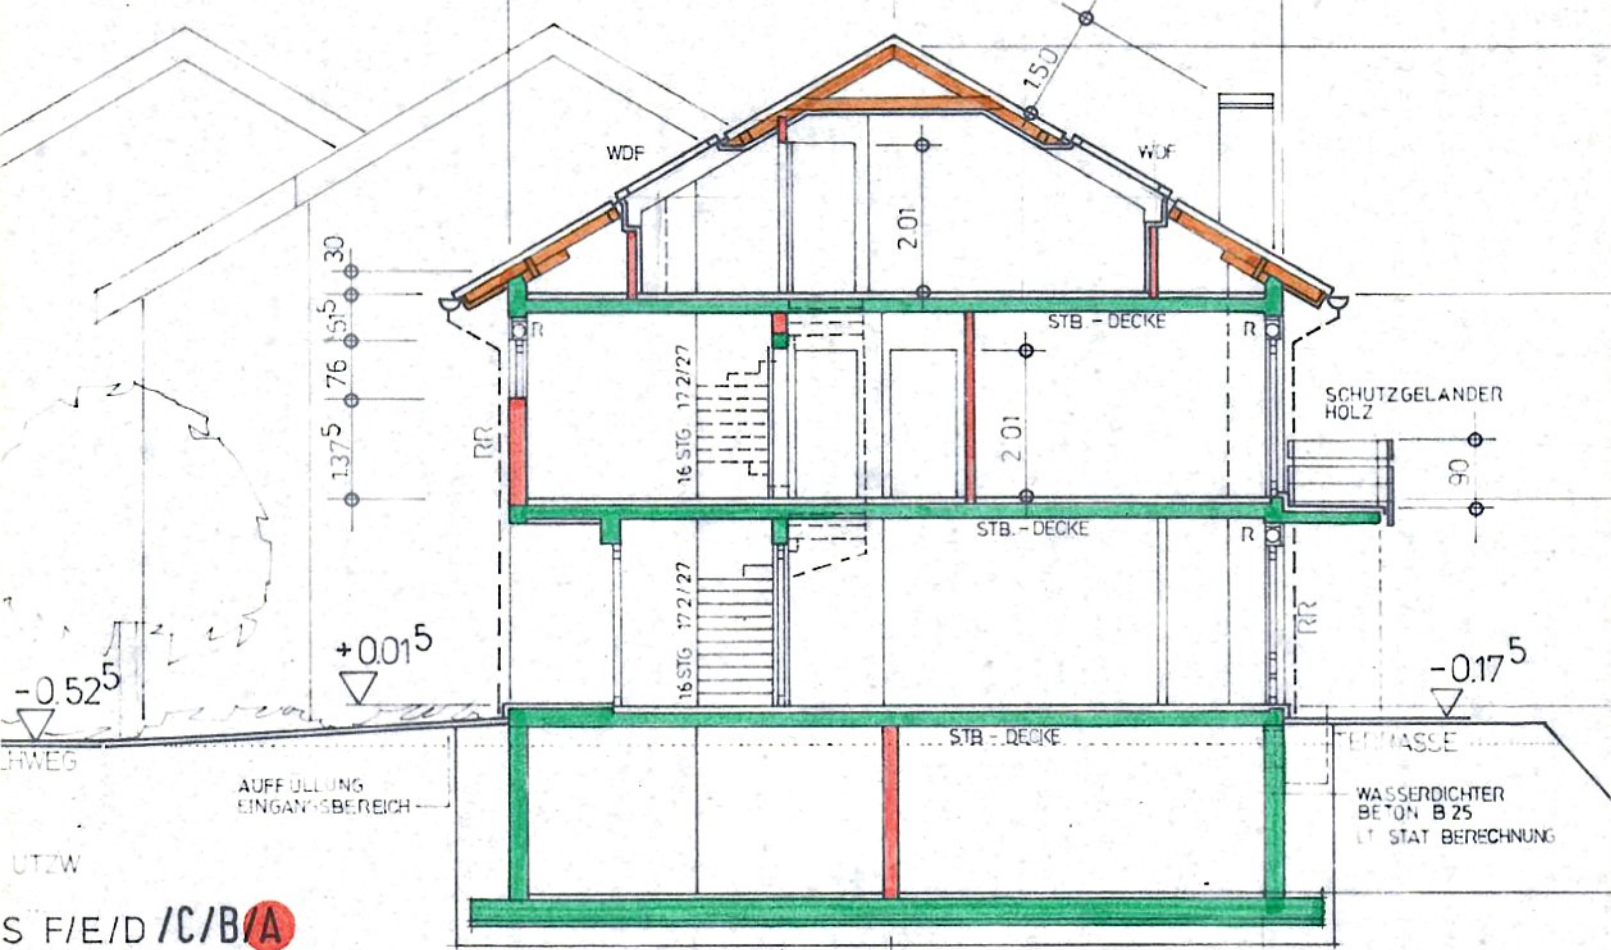 1.50
WDF
WDF
2.01
30
51⁵
76
1.37⁵
R
STB. - DECKE
R
16 STG 17.2/27
RR
2.01
SCHUTZGELANDER
HOLZ
90
STB. - DECKE
R
16 STG 17.2/27
RR
+0.01⁵
-0.52⁵
-0.17⁵
STB - DECKE
TERRASSE
AUFFÜLLUNG
EINGANGSBEREICH
WASSERDICHTER
BETON B 25
LT STAT BERECHNUNG
UTZW
S F/E/D/C/B/A